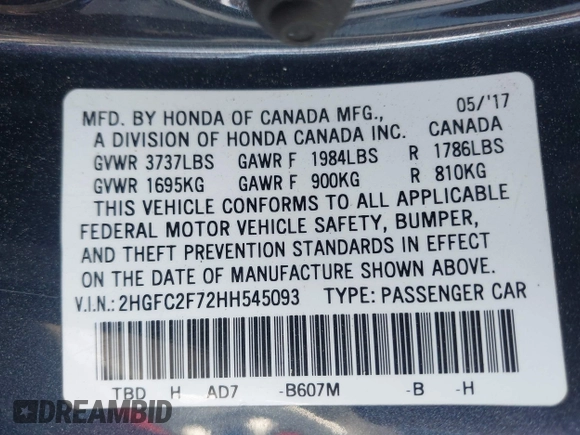 MFD. BY HONDA OF CANADA MFG., 05/'17
A DIVISION OF HONDA CANADA INC. CANADA
GVWR 3737LBS GAWR F 1984LBS R 1786LBS
GVWR 1695KG GAWR F 900KG R 810KG
THIS VEHICLE CONFORMS TO ALL APPLICABLE
FEDERAL MOTOR VEHICLE SAFETY, BUMPER,
AND THEFT PREVENTION STANDARDS IN EFFECT
ON THE DATE OF MANUFACTURE SHOWN ABOVE.
V.I.N.: 2HGFC2F72HH545093 TYPE: PASSENGER CAR
TBD H AD7 -B607M -B -H
DREAMBID